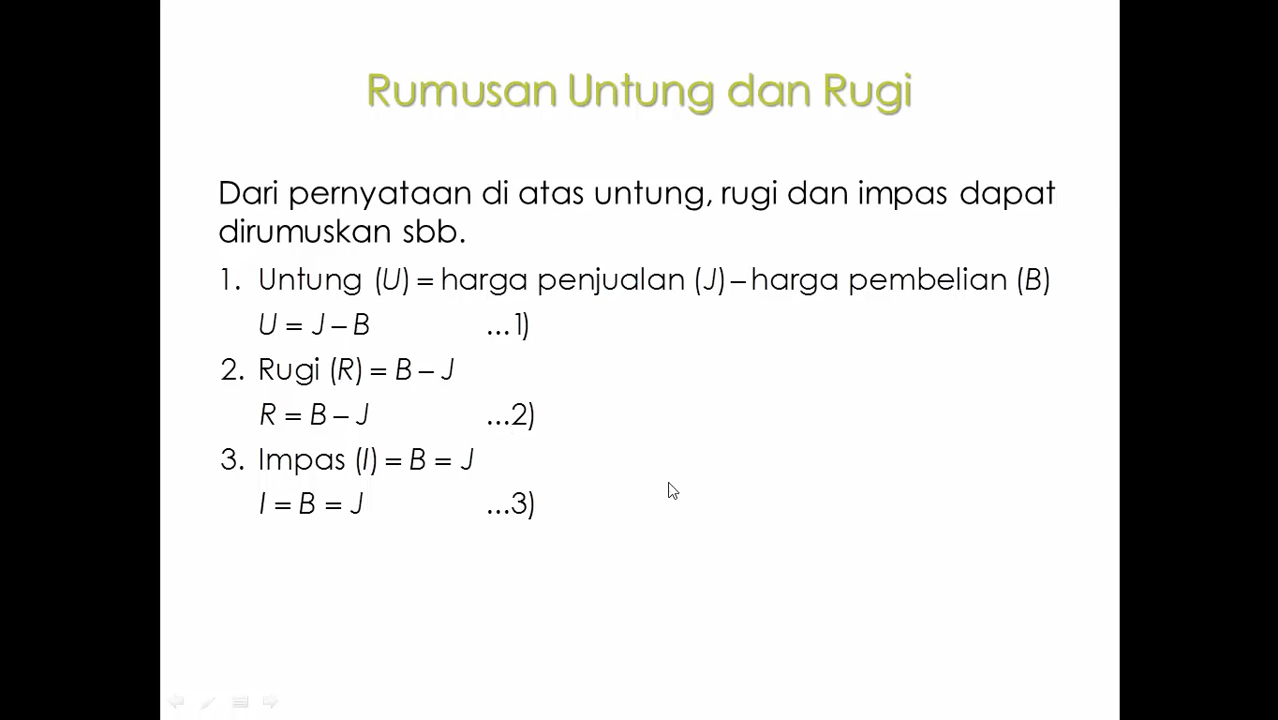 Rumusan Untung dan Rugi
Dari pernyataan di atas untung, rugi dan impas dapat
dirumuskan sbb.
1. Untung (U) = harga penjualan (J) – harga pembelian (B)
U = J – B ...1)
2. Rugi (R) = B – J
R = B – J ...2)
3. Impas (I) = B = J
I = B = J ...3)